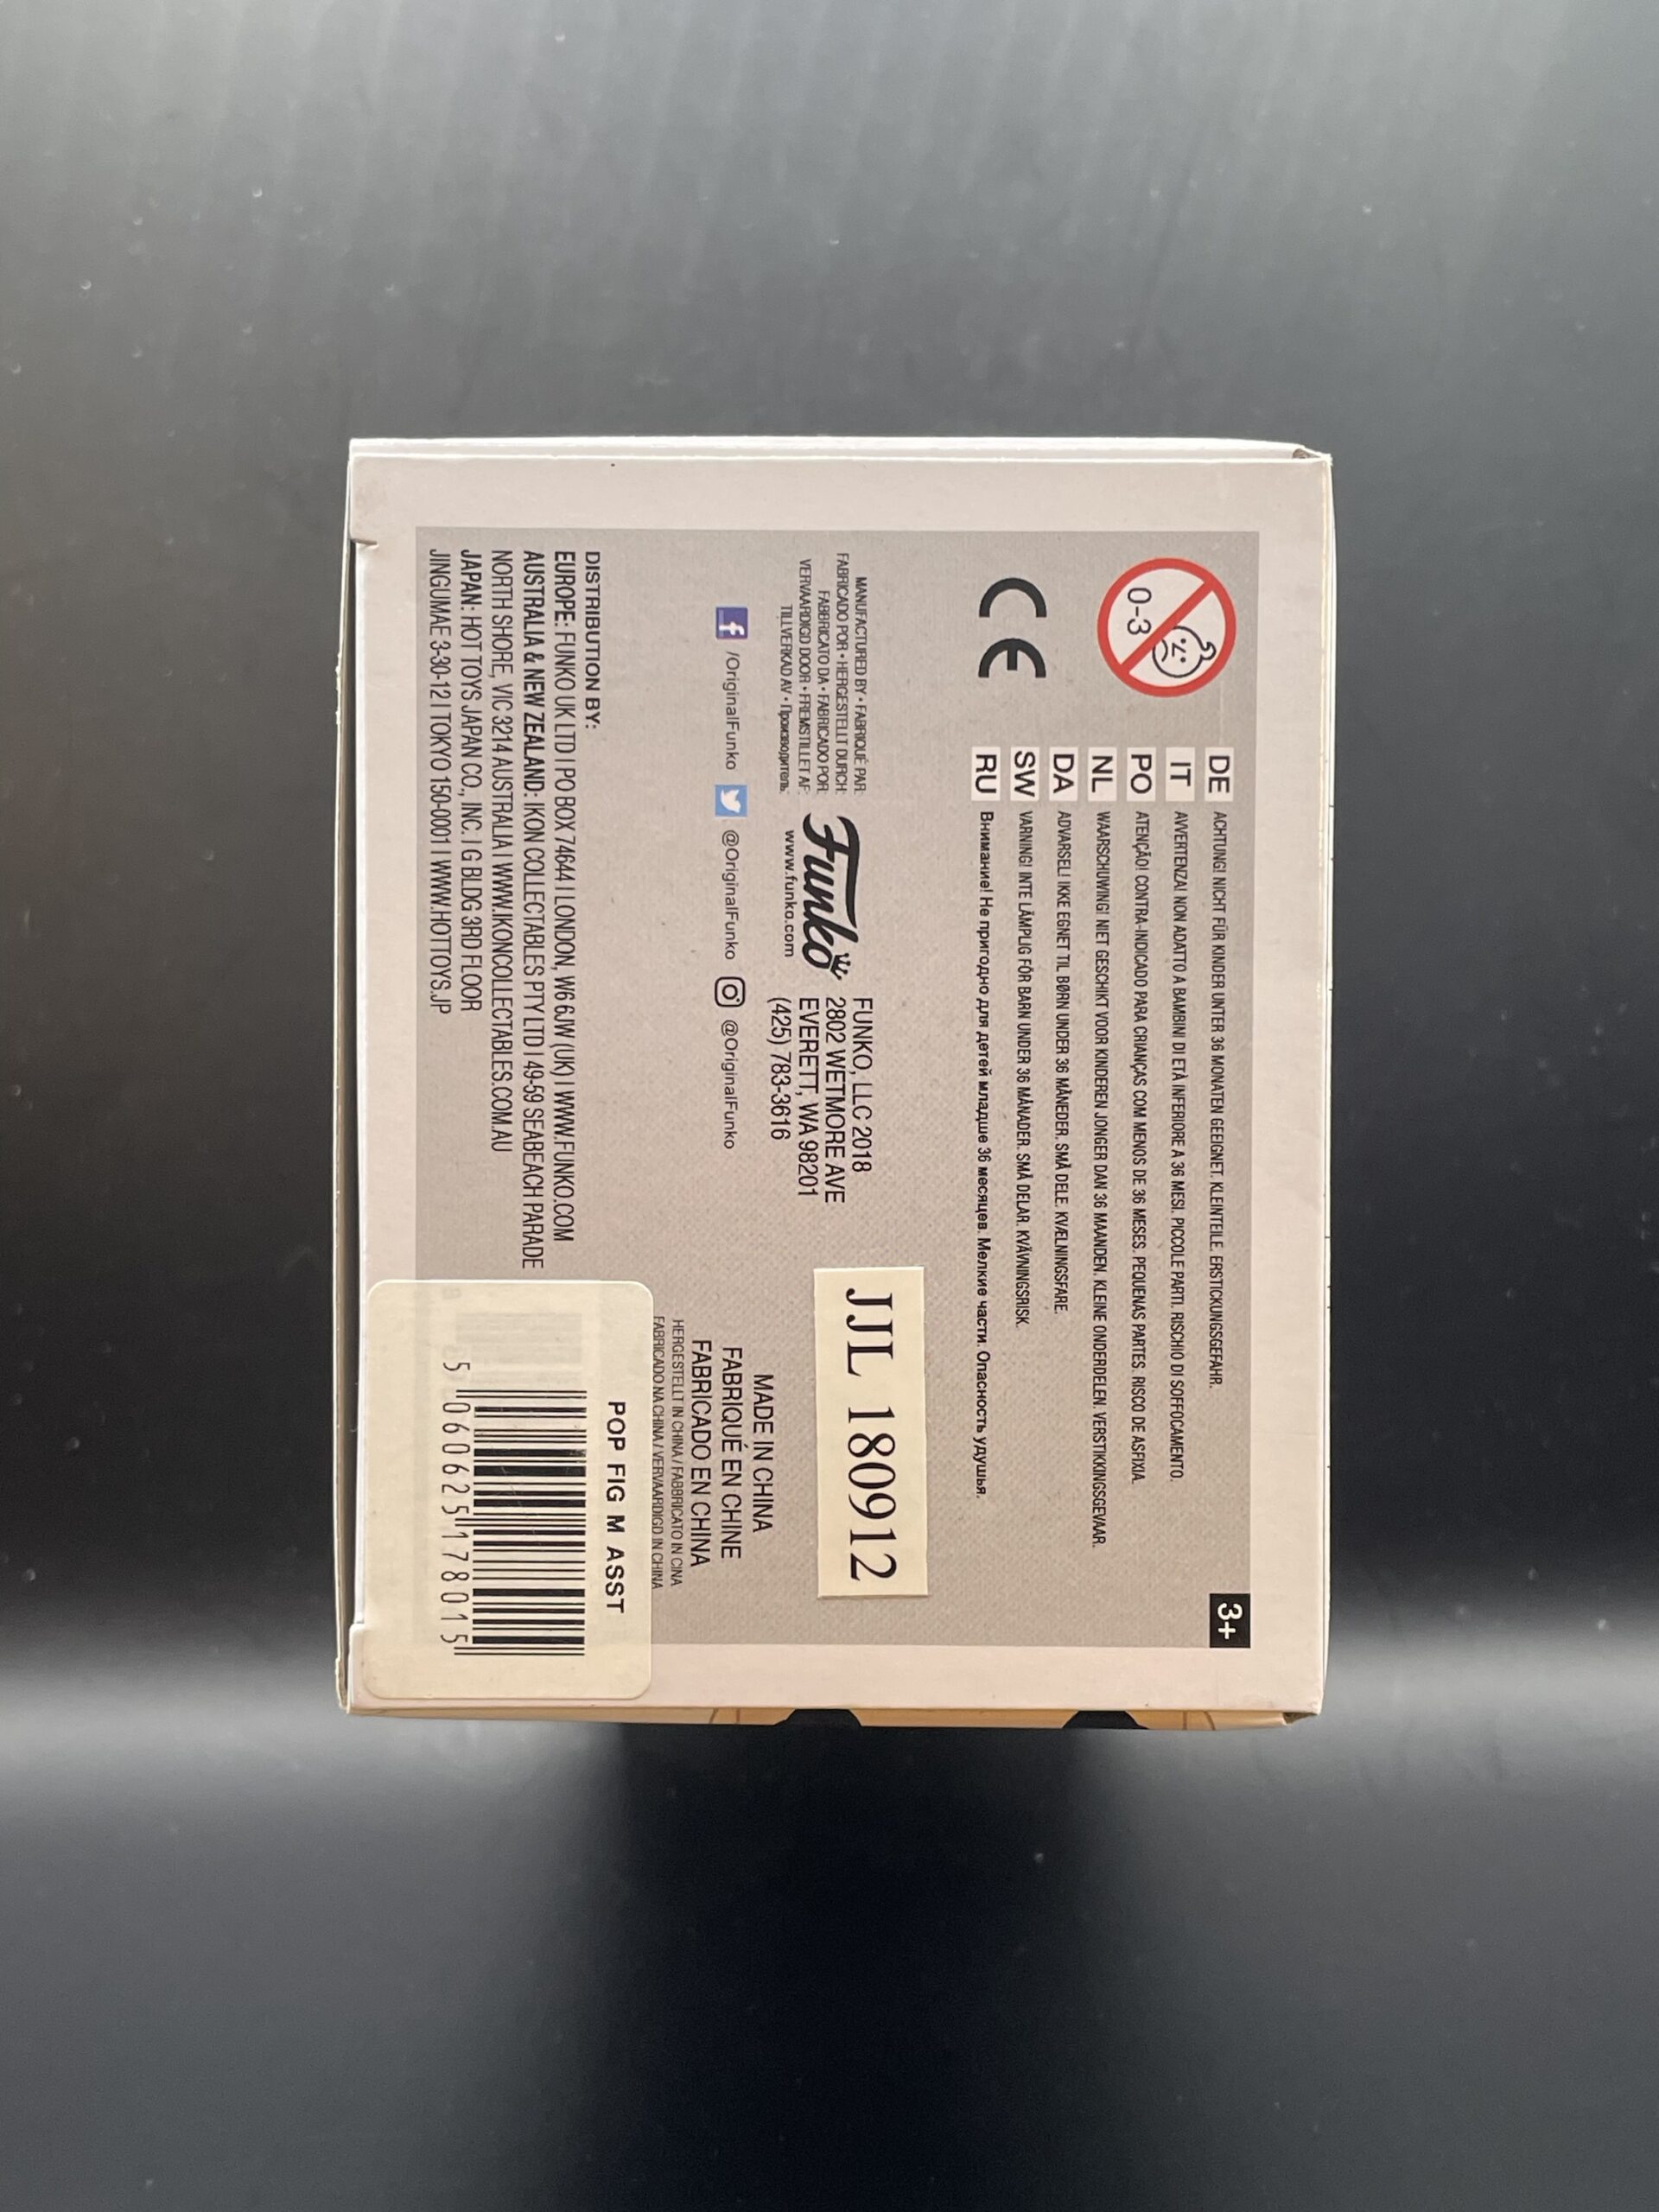 0-3
CE
3+
DE ACHTUNG! NICHT FÜR KINDER UNTER 36 MONATEN GEEIGNET. KLEINTEILE. ERSTICKUNGSGEFAHR.
IT AVVERTENZA! NON ADATTO A BAMBINI DI ETÀ INFERIORE A 36 MESI. PICCOLE PARTI. RISCHIO DI SOFFOCAMENTO.
PO ATENÇÃO! CONTRA-INDICADO PARA CRIANÇAS COM MENOS DE 36 MESES. PEQUENAS PARTES. RISCO DE ASFIXIA.
NL WAARSCHUWING! NIET GESCHIKT VOOR KINDEREN JONGER DAN 36 MAANDEN. KLEINE ONDERDELEN. VERSTIKKINGSGEVAAR.
DA ADVARSEL! IKKE EGNET TIL BØRN UNDER 36 MÅNEDER. SMÅ DELE. KVÆLNINGSFARE.
SW VARNING! INTE LÄMPLIG FÖR BARN UNDER 36 MÅNADER. SMÅ DELAR. KVÄVNINGSRISK.
RU Внимание! Не пригодно для детей младше 36 месяцев. Мелкие части. Опасность удушья.
MANUFACTURED BY • FABRIQUÉ PAR:
FABRICADO POR • HERGESTELLT DURCH:
FABBRICATO DA • FABRICADO POR:
VERVAARDIGD DOOR • FREMSTILLET AF:
TILLVERKAD AV • Производитель:
Funko
www.funko.com
FUNKO, LLC 2018
2802 WETMORE AVE
EVERETT, WA 98201
(425) 783-3616
JJL 180912
/OriginalFunko @OriginalFunko @OriginalFunko
MADE IN CHINA
FABRIQUÉ EN CHINE
FABRICADO EN CHINA
HERGESTELLT IN CHINA / FABBRICATO IN CINA
FABRICADO NA CHINA / VERVAARDIGD IN CHINA
DISTRIBUTION BY:
EUROPE: FUNKO UK LTD | PO BOX 74644 | LONDON, W6 6JW (UK) | WWW.FUNKO.COM
AUSTRALIA & NEW ZEALAND: IKON COLLECTABLES PTY LTD | 49-59 SEABEACH PARADE
NORTH SHORE, VIC 3214 AUSTRALIA | WWW.IKONCOLLECTABLES.COM.AU
JAPAN: HOT TOYS JAPAN CO., INC. | G BLDG 3RD FLOOR
JINGUMAE 3-30-12 | TOKYO 150-0001 | WWW.HOTTOYS.JP
POP FIG M ASST
5 060625 178015